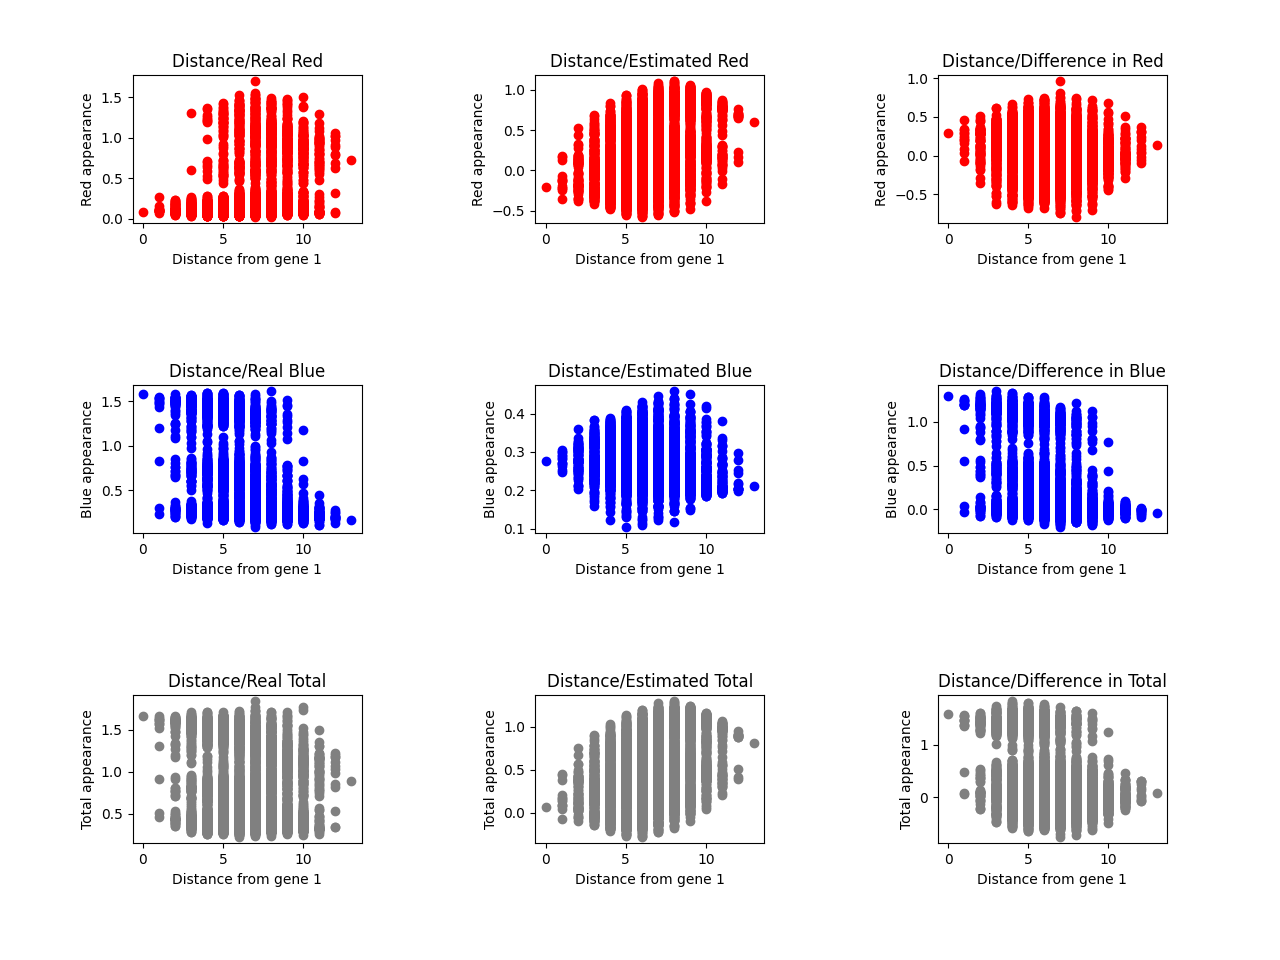 Distance/Real Red
Distance/Estimated Red
Distance/Difference in Red
Red appearance
1.5
1.0
0.5
0.0
0
5
10
Distance from gene 1
Red appearance
1.0
0.5
0.0
−0.5
0
5
10
Distance from gene 1
Red appearance
1.0
0.5
0.0
−0.5
0
5
10
Distance from gene 1
Distance/Real Blue
Distance/Estimated Blue
Distance/Difference in Blue
Blue appearance
1.5
1.0
0.5
0
5
10
Distance from gene 1
Blue appearance
0.4
0.3
0.2
0.1
0
5
10
Distance from gene 1
Blue appearance
1.0
0.5
0.0
0
5
10
Distance from gene 1
Distance/Real Total
Distance/Estimated Total
Distance/Difference in Total
Total appearance
1.5
1.0
0.5
0
5
10
Distance from gene 1
Total appearance
1.0
0.5
0.0
0
5
10
Distance from gene 1
Total appearance
1
0
0
5
10
Distance from gene 1